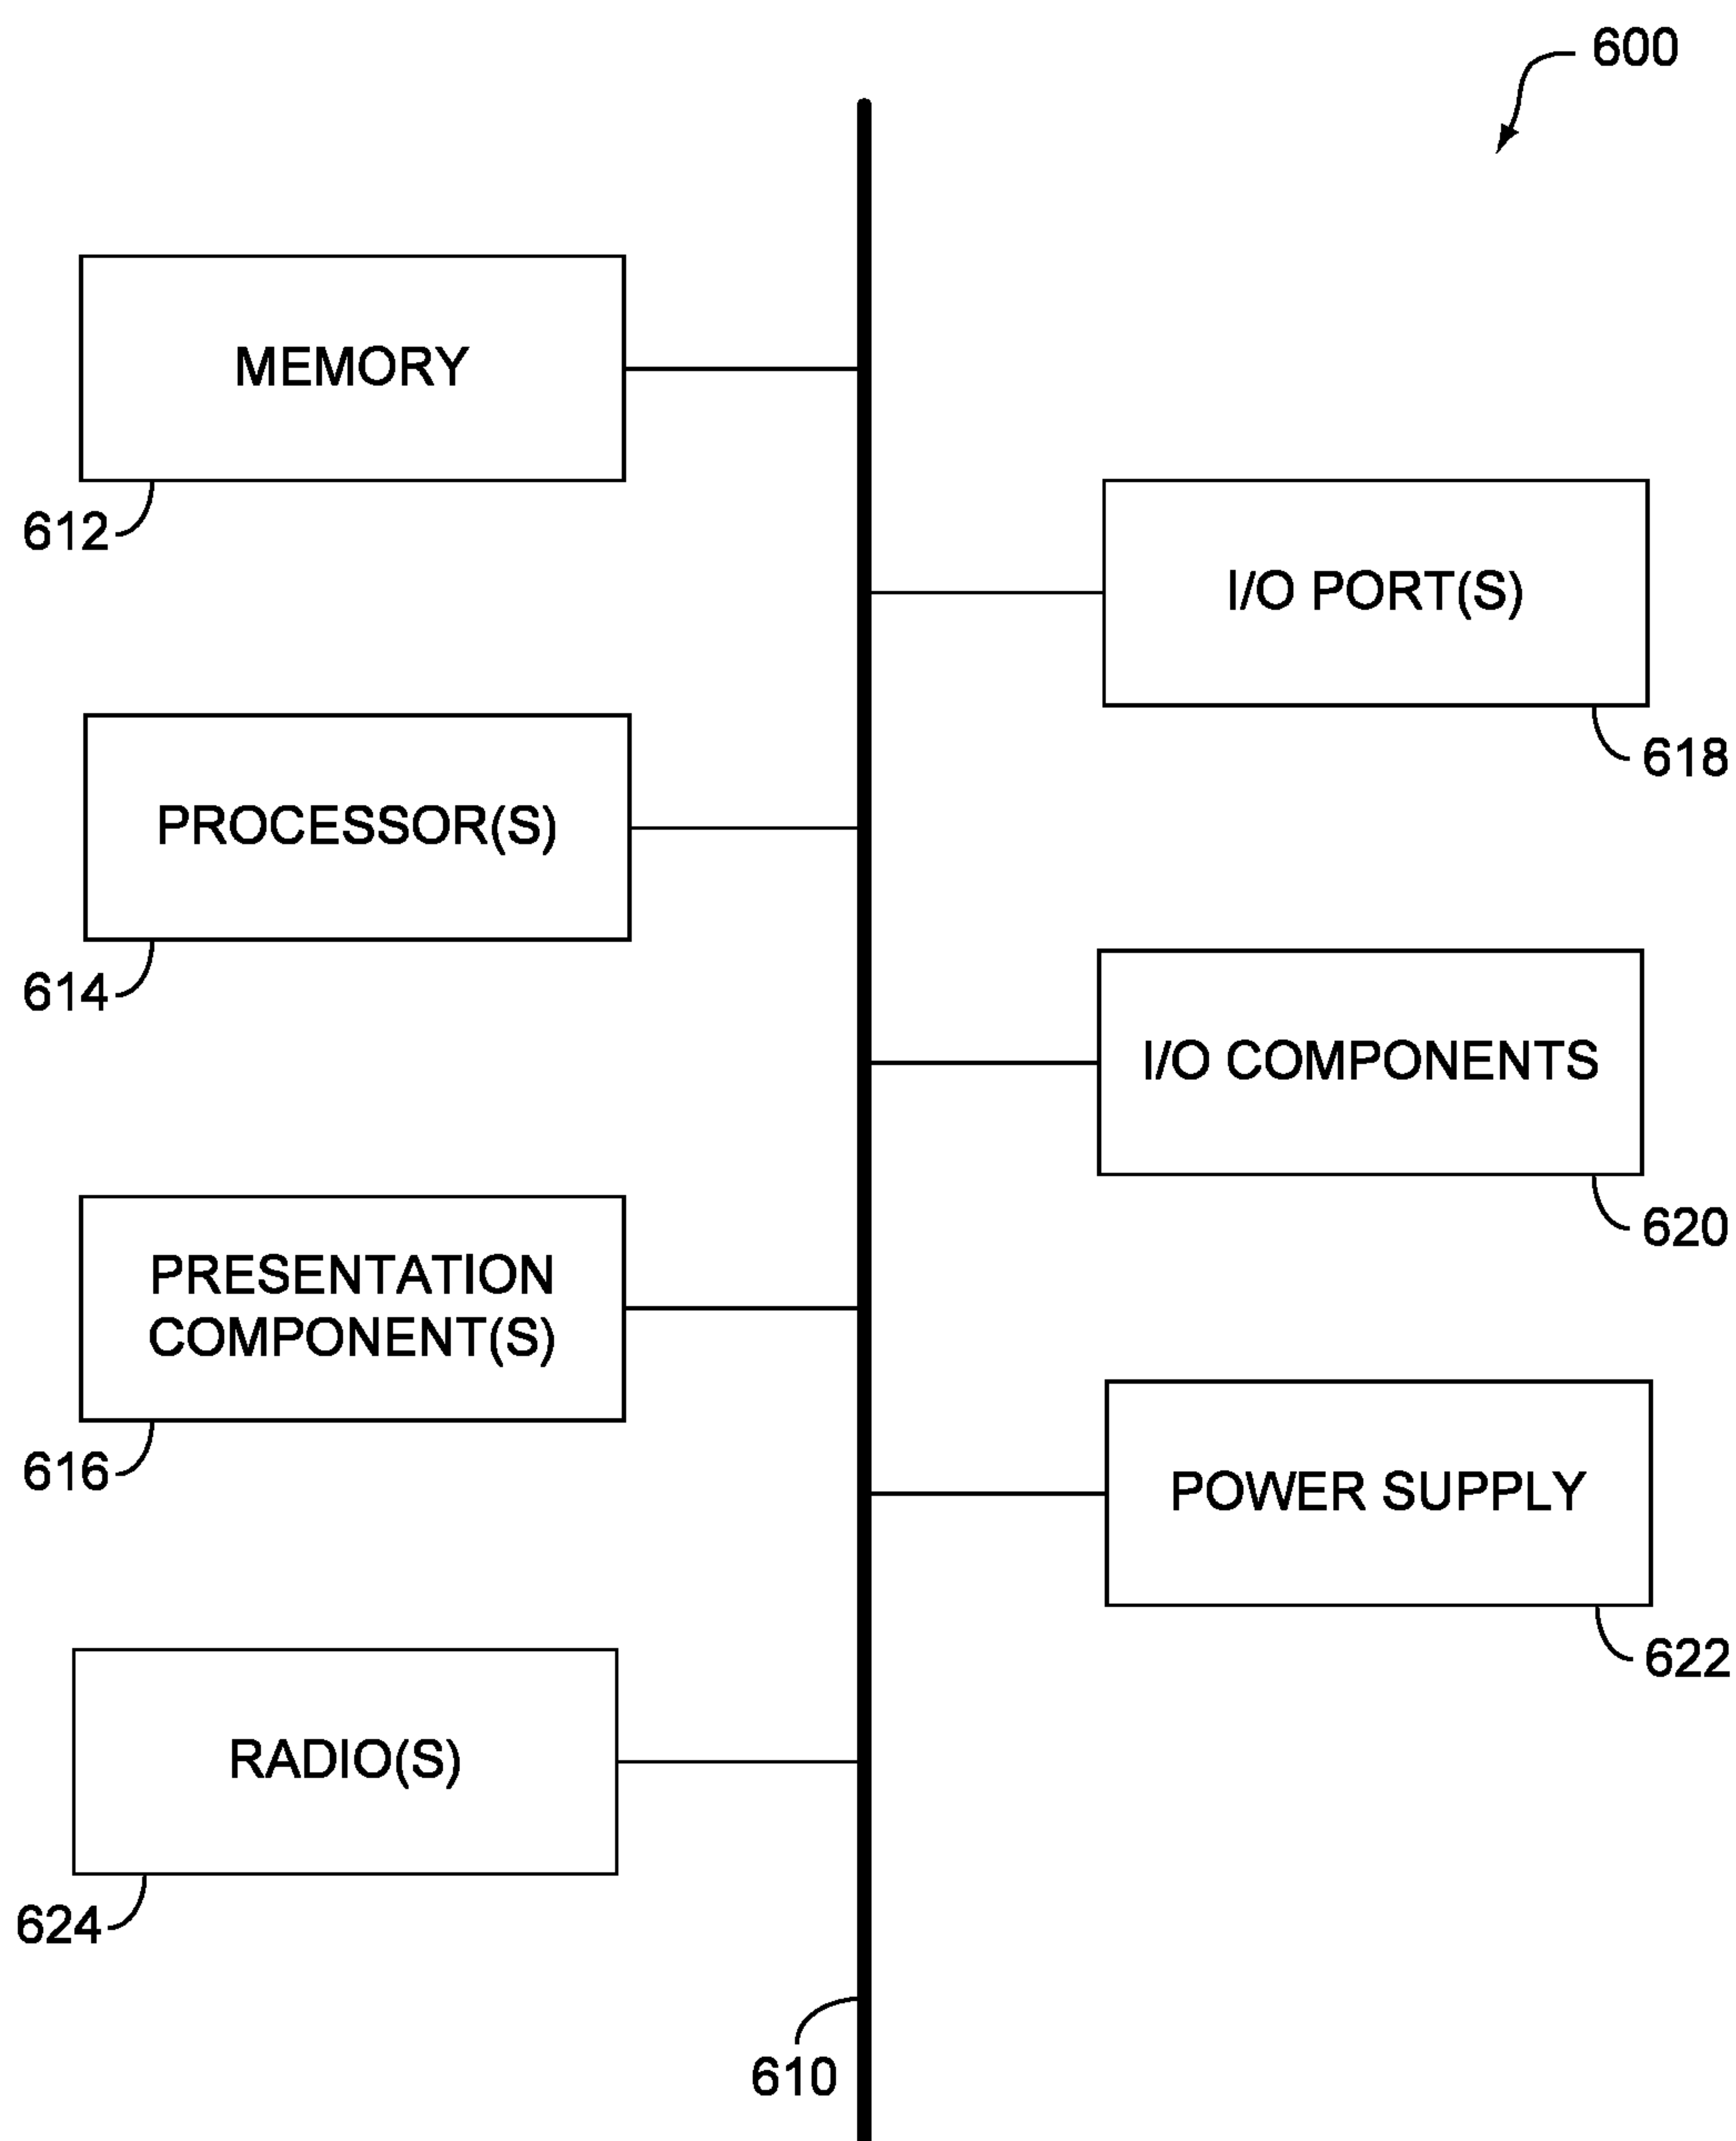 600
MEMORY
612
I/O PORT(S)
618
PROCESSOR(S)
614
I/O COMPONENTS
620
PRESENTATION
COMPONENT(S)
616
POWER SUPPLY
622
RADIO(S)
624
610